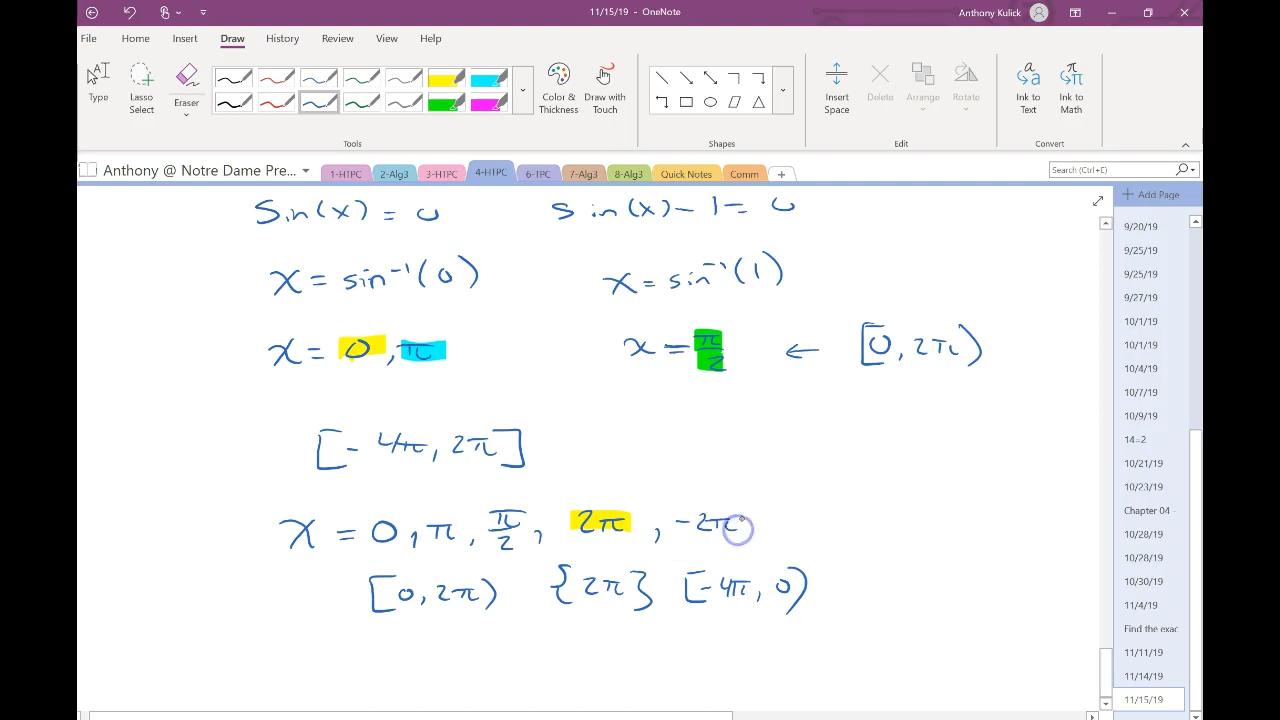 11/15/19 - OneNote
Anthony Kulick
File Home Insert Draw History Review View Help
Type
Lasso Select
Eraser
Color & Thickness
Draw with Touch
Insert Space
Delete
Arrange
Rotate
Ink to Text
Ink to Math
Tools
Shapes
Edit
Convert
Anthony @ Notre Dame Pre...
1-HTPC 2-Alg3 3-HTPC 4-HTPC 6-TPC 7-Alg3 8-Alg3 Quick Notes Comm +
Search (Ctrl+E)
+ Add Page
9/20/19
9/25/19
9/25/19
9/27/19
10/1/19
10/1/19
10/4/19
10/7/19
10/9/19
14=2
10/21/19
10/23/19
Chapter 04 -
10/28/19
10/28/19
10/30/19
11/4/19
Find the exac
11/11/19
11/14/19
11/15/19
Sin(x) = 0 sin(x) - 1 = 0
x = sin⁻¹(0) x = sin⁻¹(1)
x = 0, π x = π/2 ← [0, 2π)
[-4π, 2π]
x = 0, π, π/2, 2π, -2π
[0, 2π) {2π} [-4π, 0)